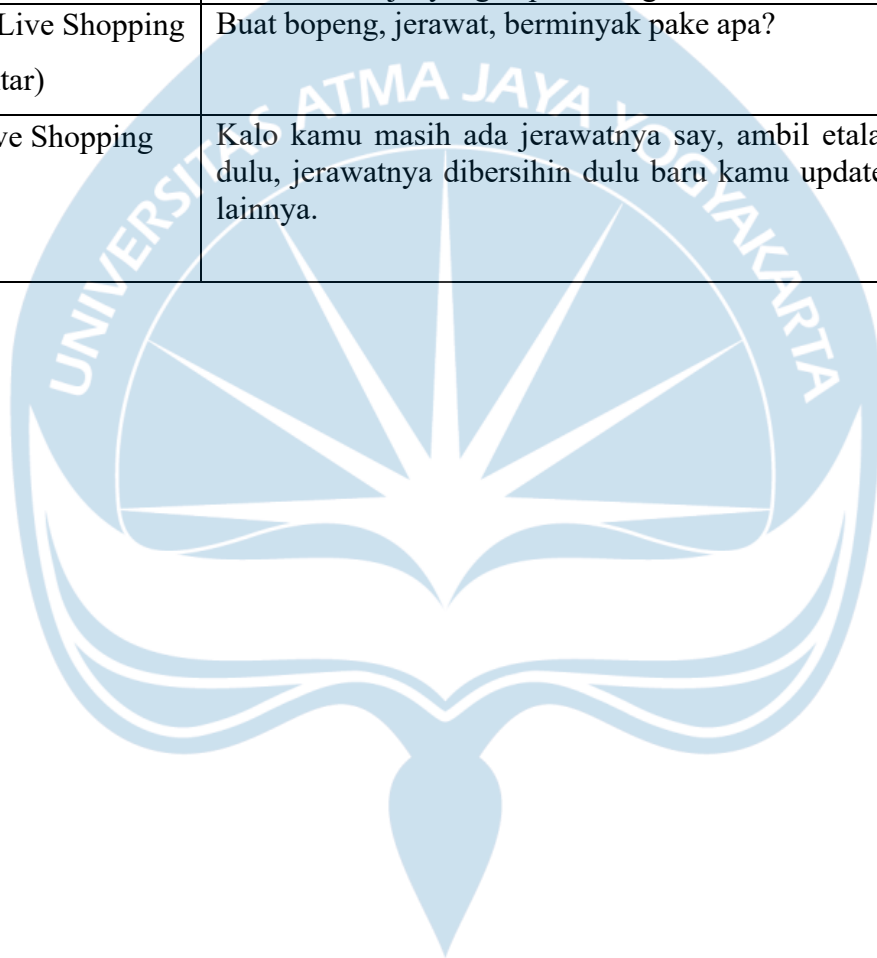 Live Shopping
Buat bopeng, jerawat, berminyak pake apa?
tar)
ve Shopping
Kalo kamu masih ada jerawatnya say, ambil etala
dulu, jerawatnya dibersihin dulu baru kamu update
lainnya.
UNIVERSITAS ATMA JAYA YOGYAKARTA